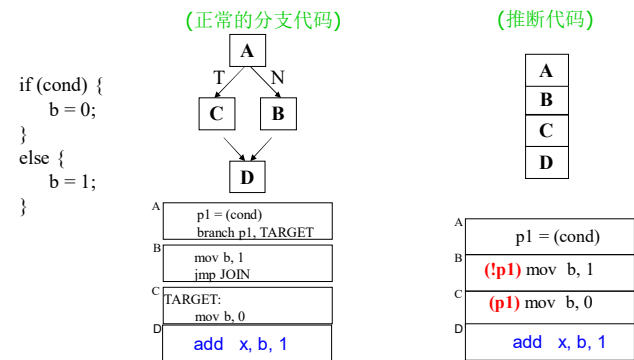 (正常的分支代码)
(推断代码)
if (cond) {
b = 0;
}
else {
b = 1;
}
A
T
N
C
B
D
A
p1 = (cond)
branch p1, TARGET
B
mov b, 1
jmp JOIN
C
TARGET:
mov b, 0
D
add x, b, 1
A
B
C
D
A
p1 = (cond)
B
(!p1) mov b, 1
C
(p1) mov b, 0
D
add x, b, 1